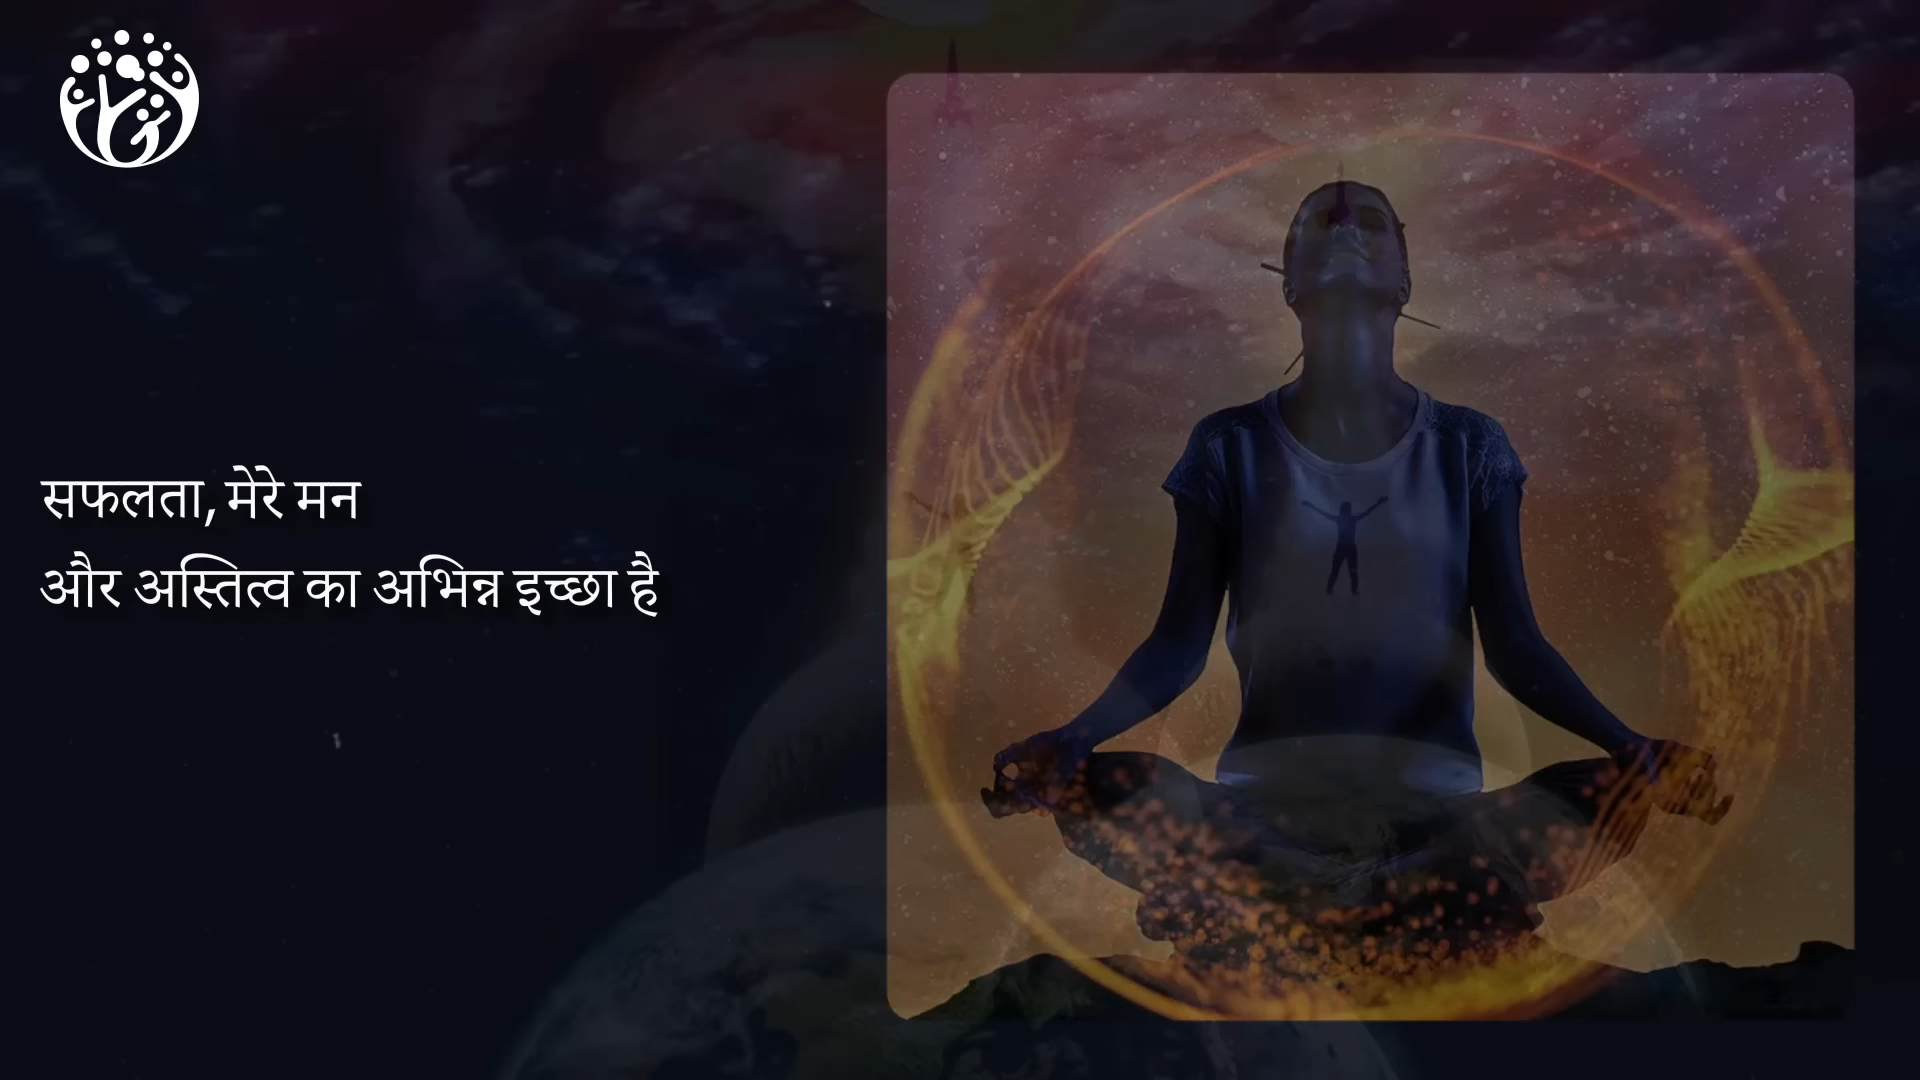 सफलता, मेरे मन
और अस्तित्व का अभिन्न इच्छा है